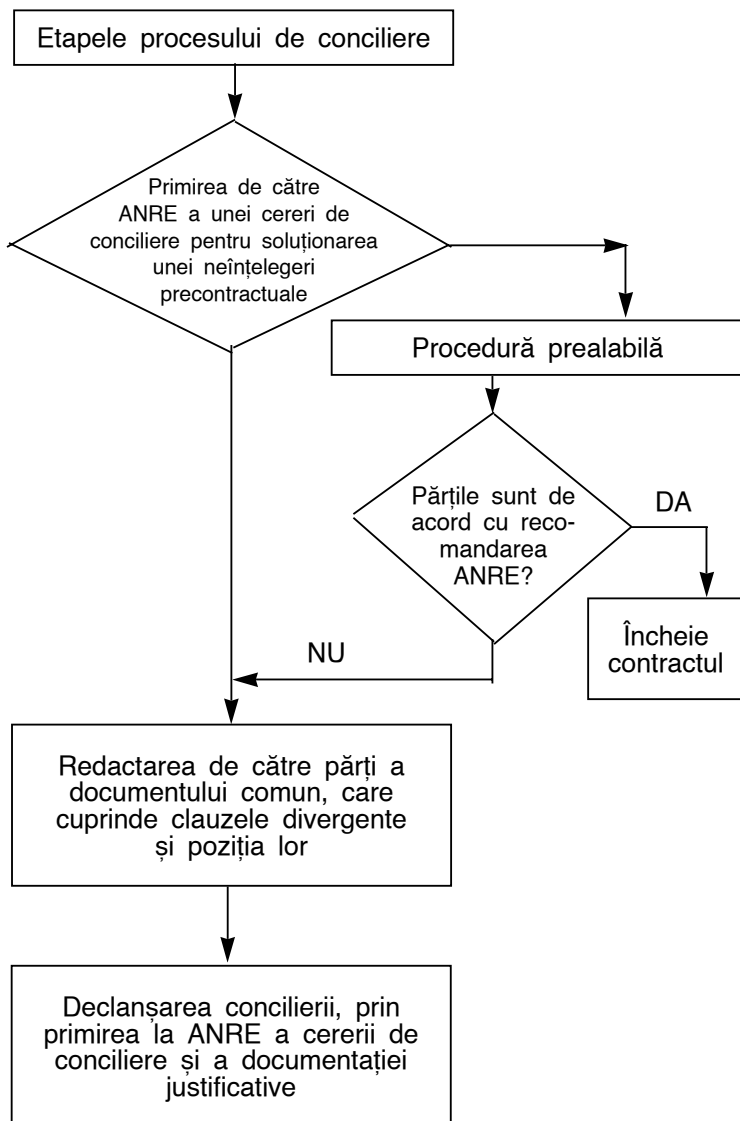 Etapele procesului de conciliere
Primirea de către
ANRE a unei cereri de
conciliere pentru soluționarea
unei neînțelegeri
precontractuale
Procedură prealabilă
Părțile sunt de
acord cu reco-
mandarea
ANRE?
DA
Încheie
contractul
NU
Redactarea de către părți a
documentului comun, care
cuprinde clauzele divergente
și poziția lor
Declanșarea concilierii, prin
primirea la ANRE a cererii de
conciliere și a documentației
justificative